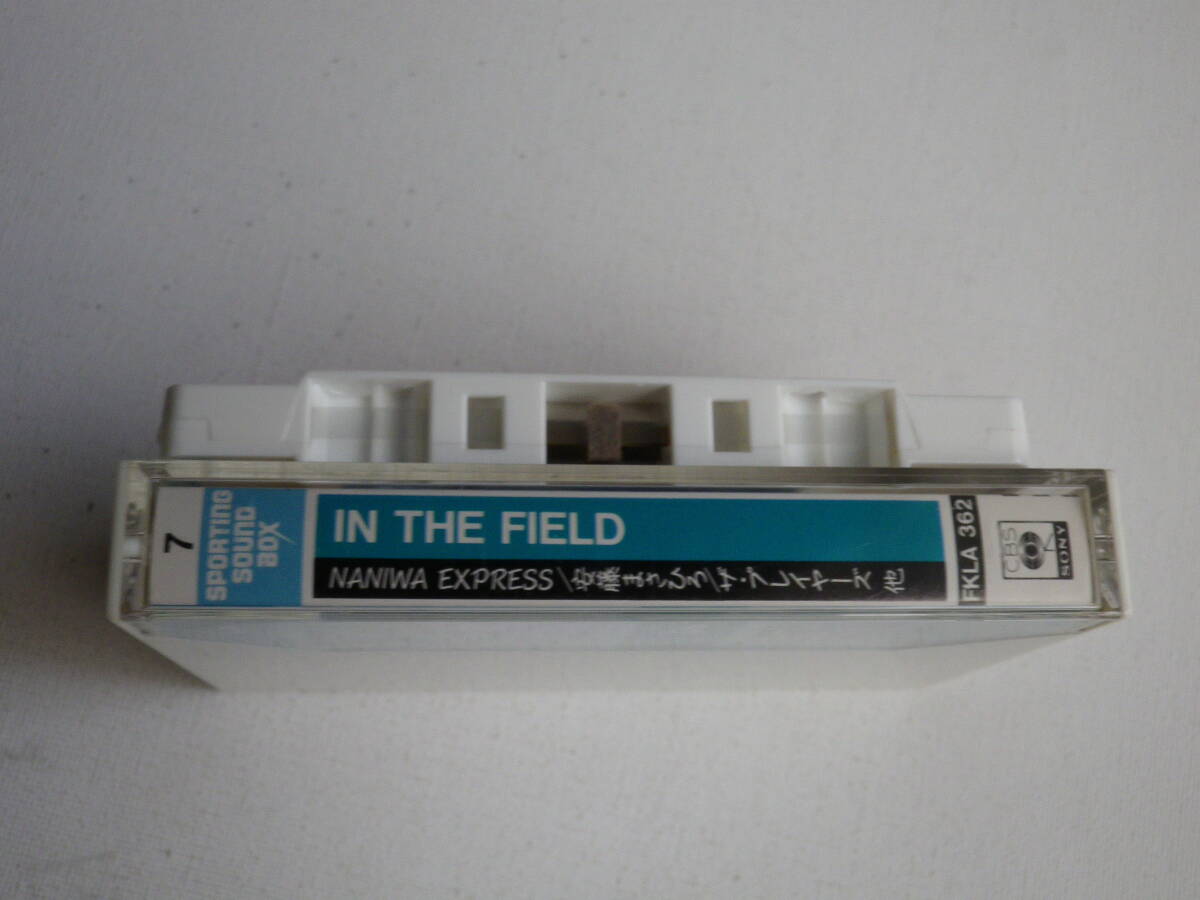 7
SPORTING
SOUND
BOX
IN THE FIELD
NANIWA EXPRESS/安藤まさひろ/ザ・プレイヤーズ 他
FKLA 362
CBS
SONY